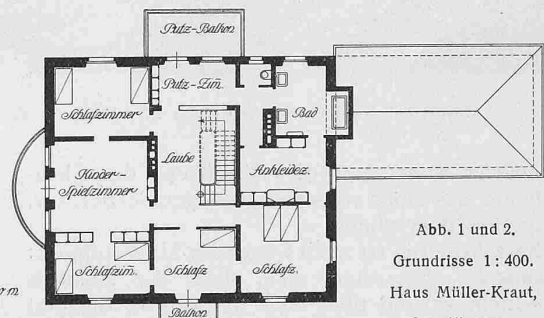 Putz-Balkon
Putz-Zim̄.
Schlafzimmer
Bad
Laube
Kinder-
Spielzimmer
Ankleidez.
Schlafzim̄.
Schlafz
Schlafz.
Balkon
Abb. 1 und 2.
Grundrisse 1 : 400.
Haus Müller-Kraut,